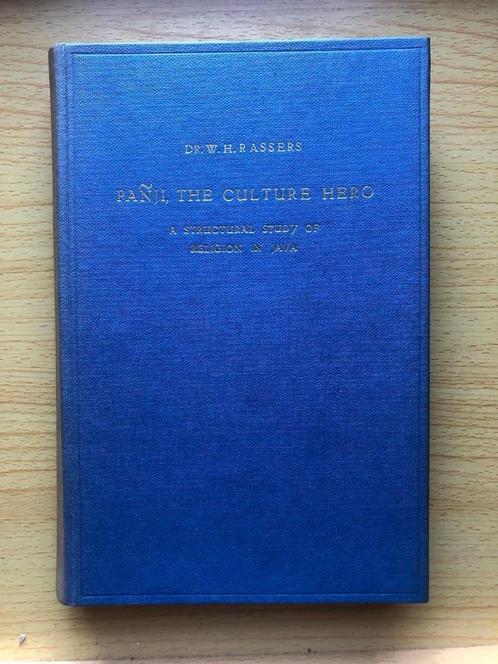 DR. W. H. RASSERS
PAÑJI, THE CULTURE HERO
A STRUCTURAL STUDY OF
RELIGION IN JAVA